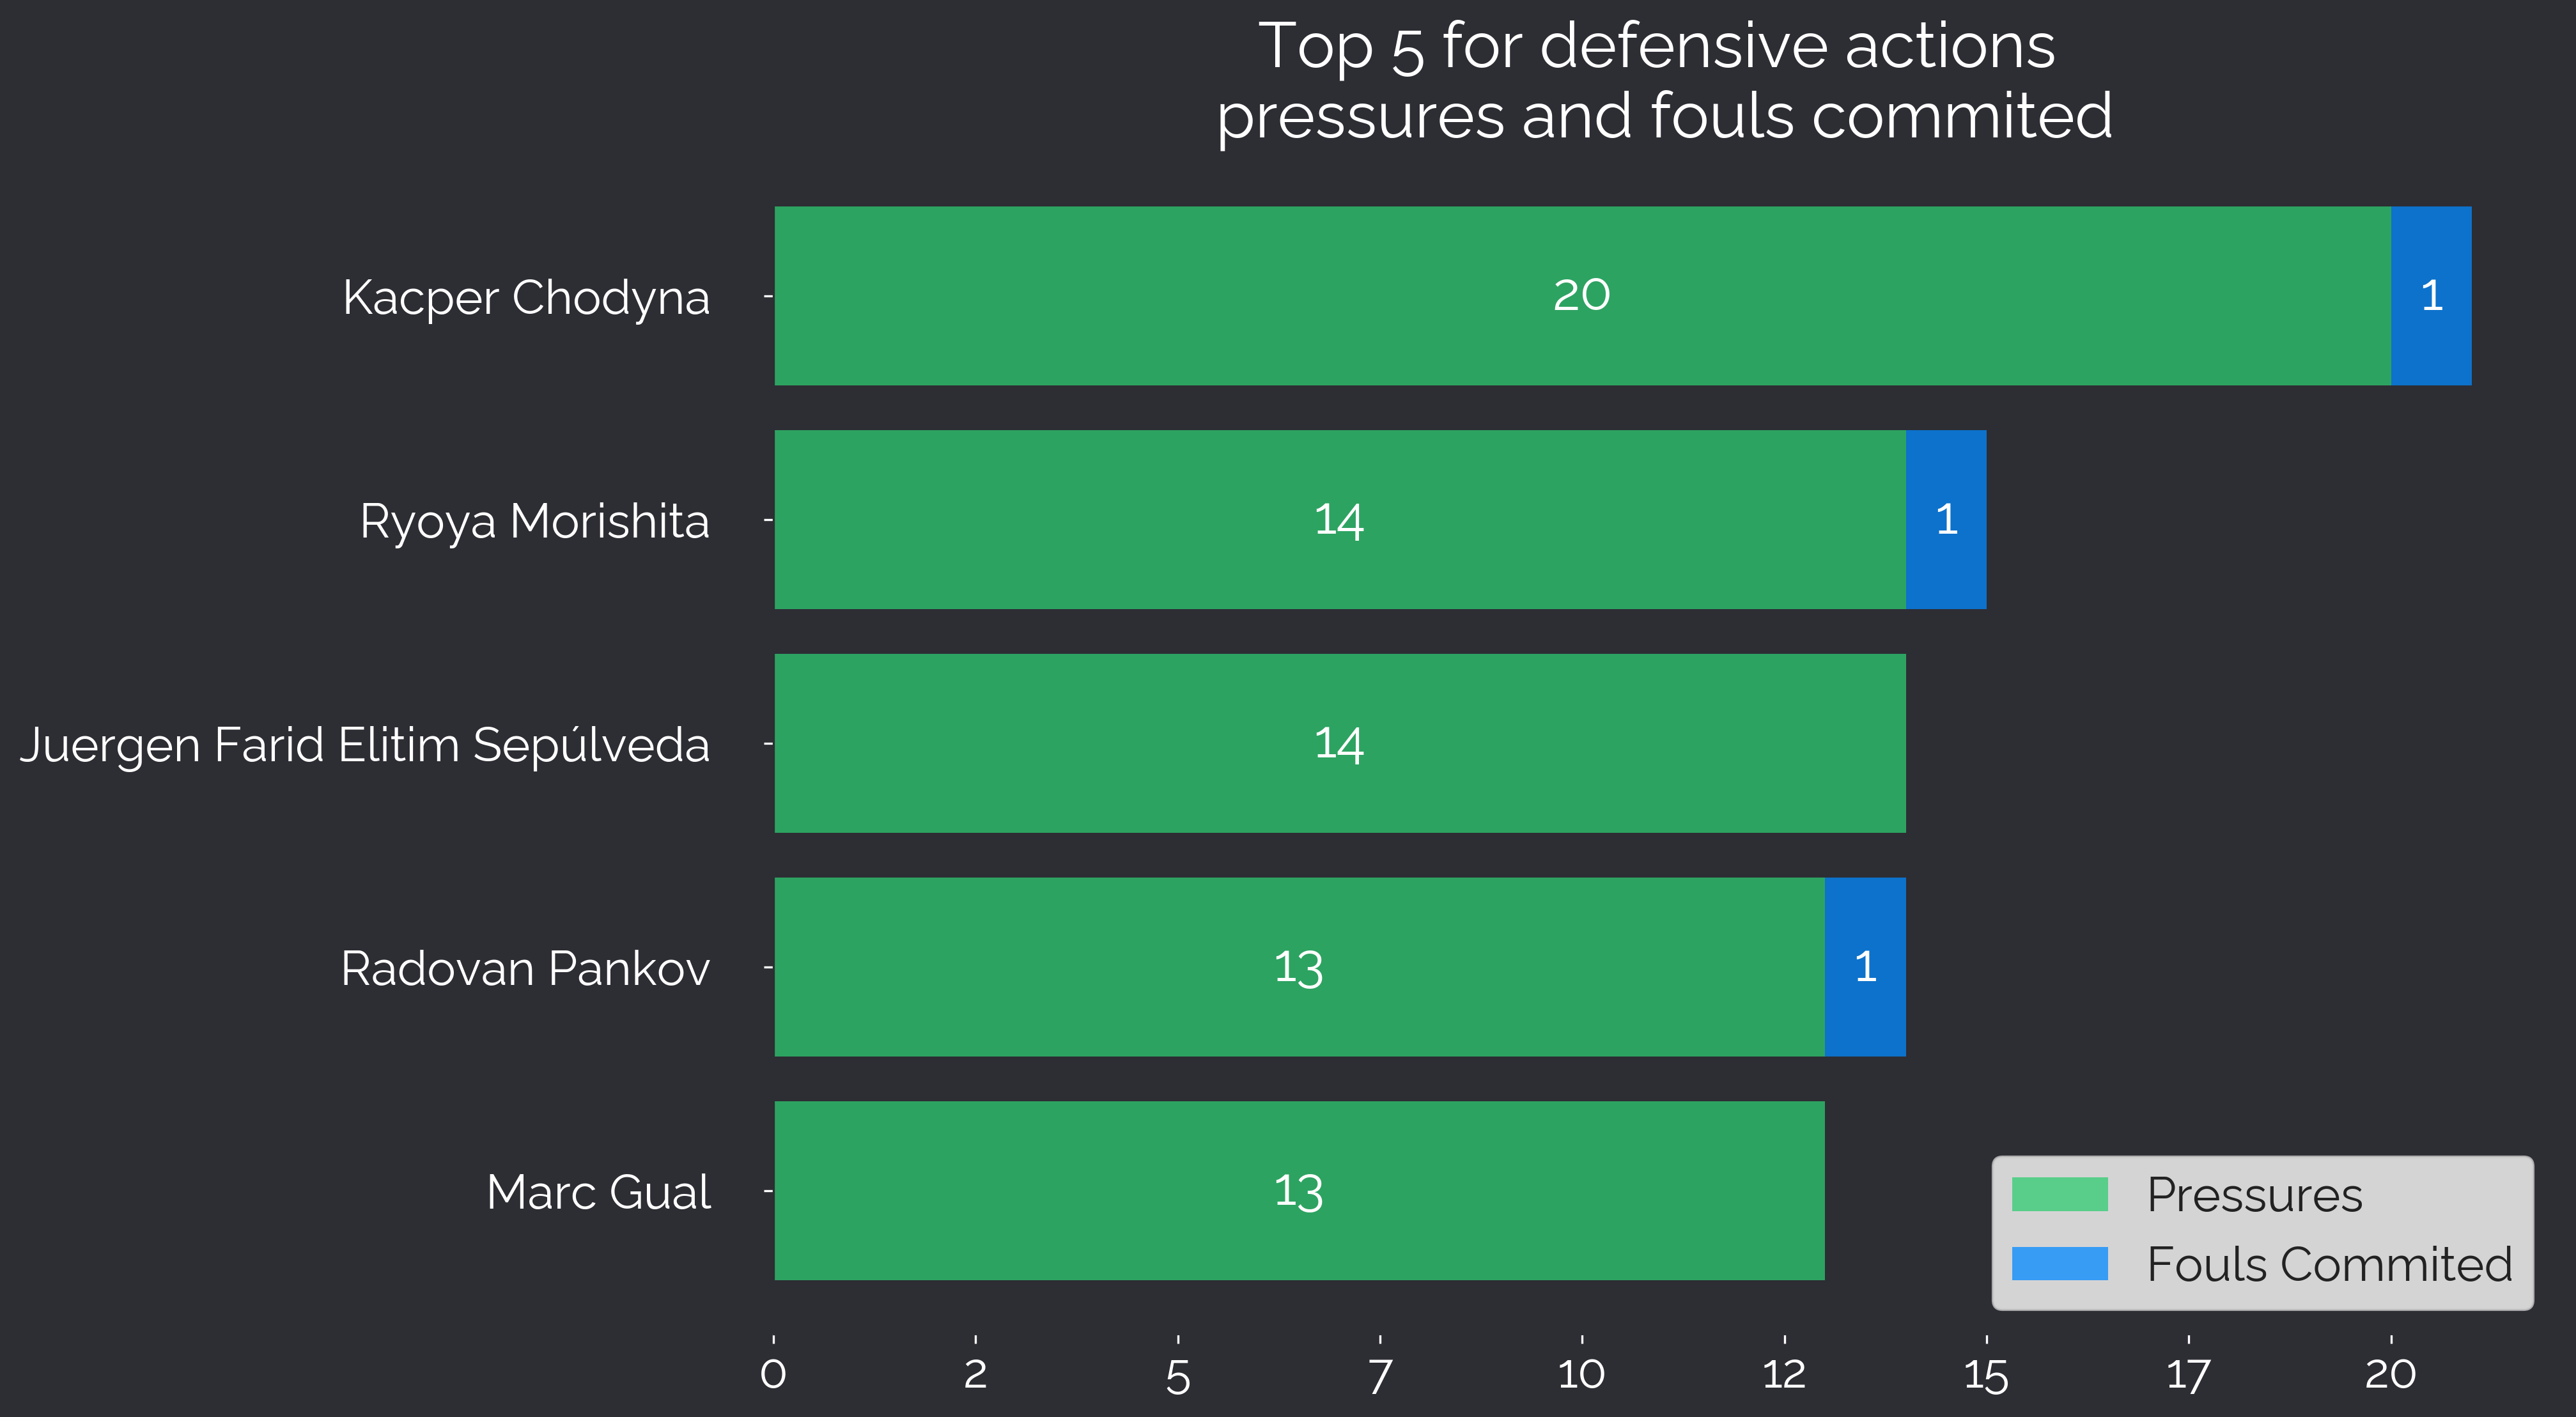 Top 5 for defensive actions
pressures and fouls commited
Kacper Chodyna
20
1
Ryoya Morishita
14
1
Juergen Farid Elitim Sepúlveda
14
Radovan Pankov
13
1
Marc Gual
13
Pressures
Fouls Commited
0 2 5 7 10 12 15 17 20